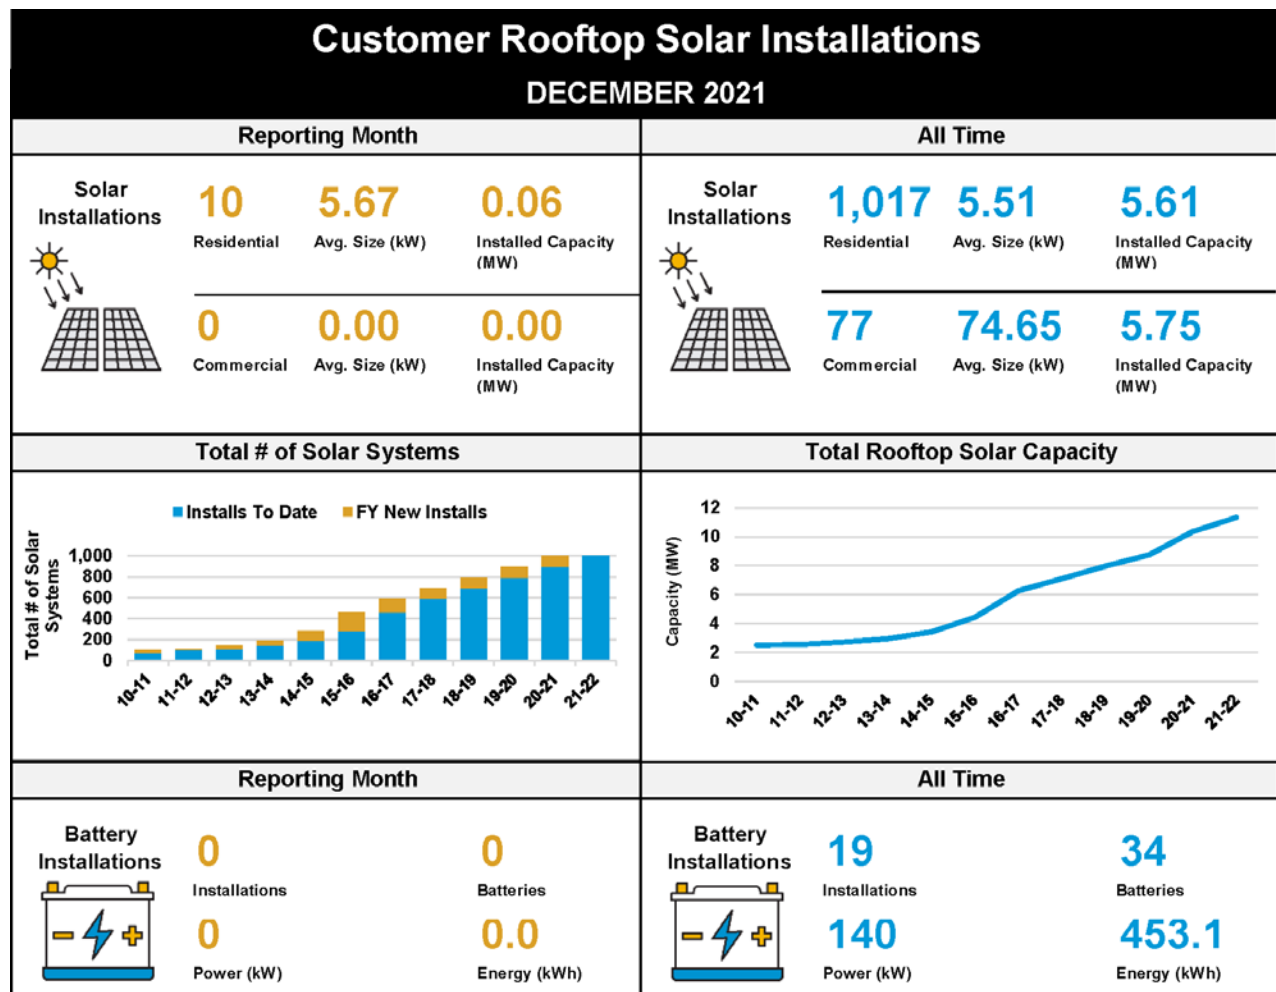 Customer Rooftop Solar Installations
DECEMBER 2021
Reporting Month
Solar
Installations
10
5.67
0.06
Residential
Avg. Size (kW)
Installed Capacity
(MW)
0
0.00
0.00
Commercial
Avg. Size (kW)
Installed Capacity
(MW)
All Time
Solar
Installations
1,017
5.51
5.61
Residential
Avg. Size (kW)
Installed Capacity
(MW)
77
74.65
5.75
Commercial
Avg. Size (kW)
Installed Capacity
(MW)
Total # of Solar Systems
Installs To Date
FY New Installs
Total # of Solar
Systems
1,000
800
600
400
200
0
10-11
11-12
12-13
13-14
14-15
15-16
16-17
17-18
18-19
19-20
20-21
21-22
Total Rooftop Solar Capacity
Capacity (MW)
12
10
8
6
4
2
0
10-11
11-12
12-13
13-14
14-15
15-16
16-17
17-18
18-19
19-20
20-21
21-22
Reporting Month
Battery
Installations
0
0
Installations
Batteries
0
0.0
Power (kW)
Energy (kWh)
All Time
Battery
Installations
19
34
Installations
Batteries
140
453.1
Power (kW)
Energy (kWh)